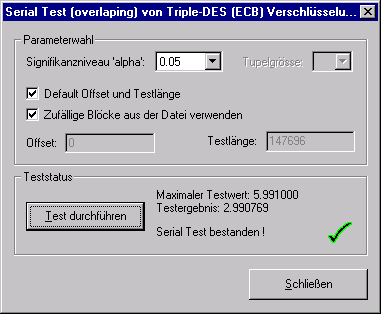 Serial Test (overlaping) von Triple-DES (ECB) Verschlüsselu...
Parameterwahl
Signifikanzniveau 'alpha': 0.05 Tupelgrösse:
Default Offset und Testlänge
Zufällige Blöcke aus der Datei verwenden
Offset: 0 Testlänge: 147696
Teststatus
Maximaler Testwert: 5.991000
Test durchführen Testergebnis: 2.990769
Serial Test bestanden !
Schließen